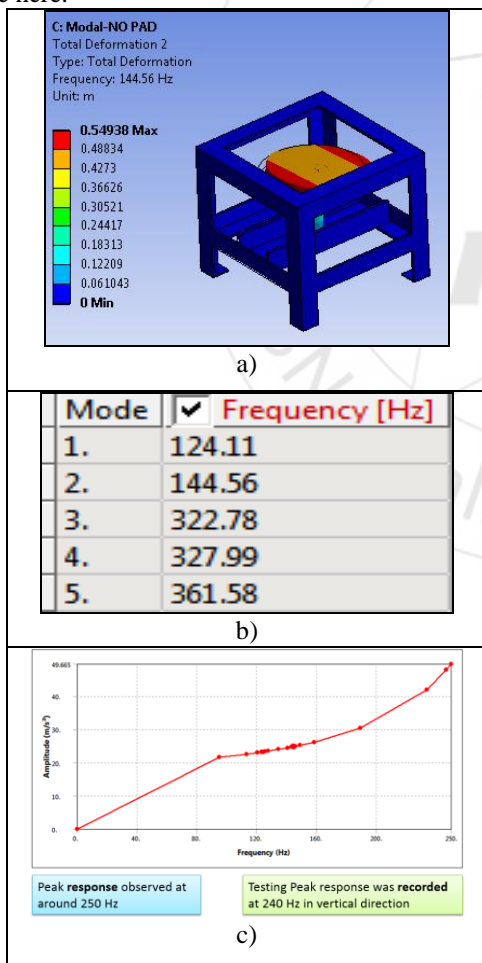 C: Modal-NO PAD
Total Deformation 2
Type: Total Deformation
Frequency: 144.56 Hz
Unit: m
0.54938 Max
0.48834
0.4273
0.36626
0.30521
0.24417
0.18313
0.12209
0.061043
0 Min
a)
Mode Frequency [Hz]
1. 124.11
2. 144.56
3. 322.78
4. 327.99
5. 361.58
b)
49.665
40.
30.
20.
10.
0.
Amplitude (m/s²)
0. 40. 80. 120. 160. 200. 250.
Frequency (Hz)
Peak response observed at
around 250 Hz
Testing Peak response was recorded
at 240 Hz in vertical direction
c)